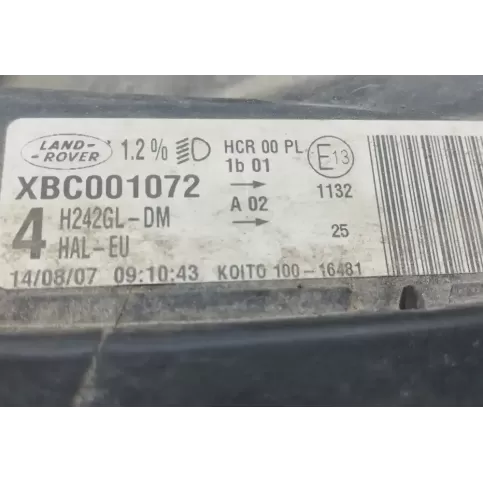 LAND-
-ROVER
1.2%
HCR 00 PL
1b 01
E13
XBC001072
1132
A 02
4
H242GL-DM
HAL-EU
25
14/08/07 09:10:43 KOITO 100-16481